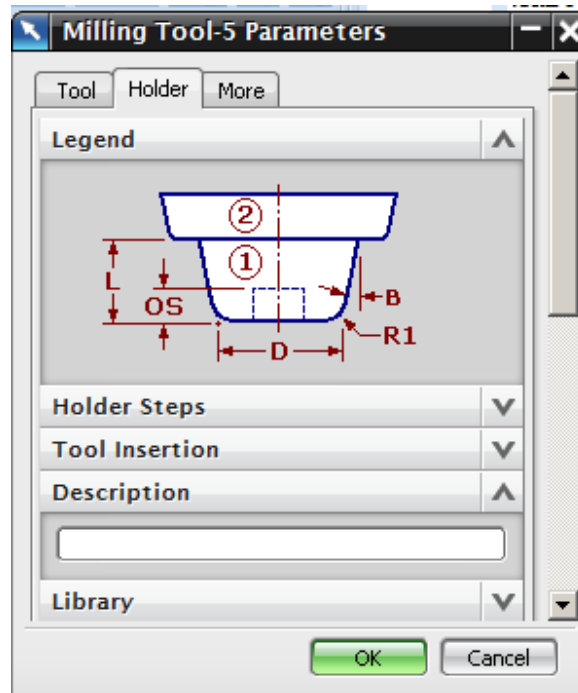 Milling Tool-5 Parameters
Tool Holder More
Legend
2
1
L
OS
B
R1
D
Holder Steps
Tool Insertion
Description
Library
OK Cancel